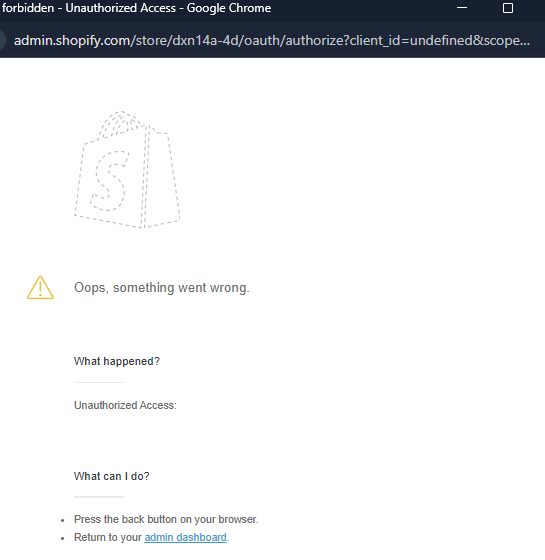 forbidden - Unauthorized Access - Google Chrome
admin.shopify.com/store/dxn14a-4d/oauth/authorize?client_id=undefined&scope...
S
Oops, something went wrong.
What happened?
Unauthorized Access:
What can I do?
• Press the back button on your browser.
• Return to your admin dashboard.